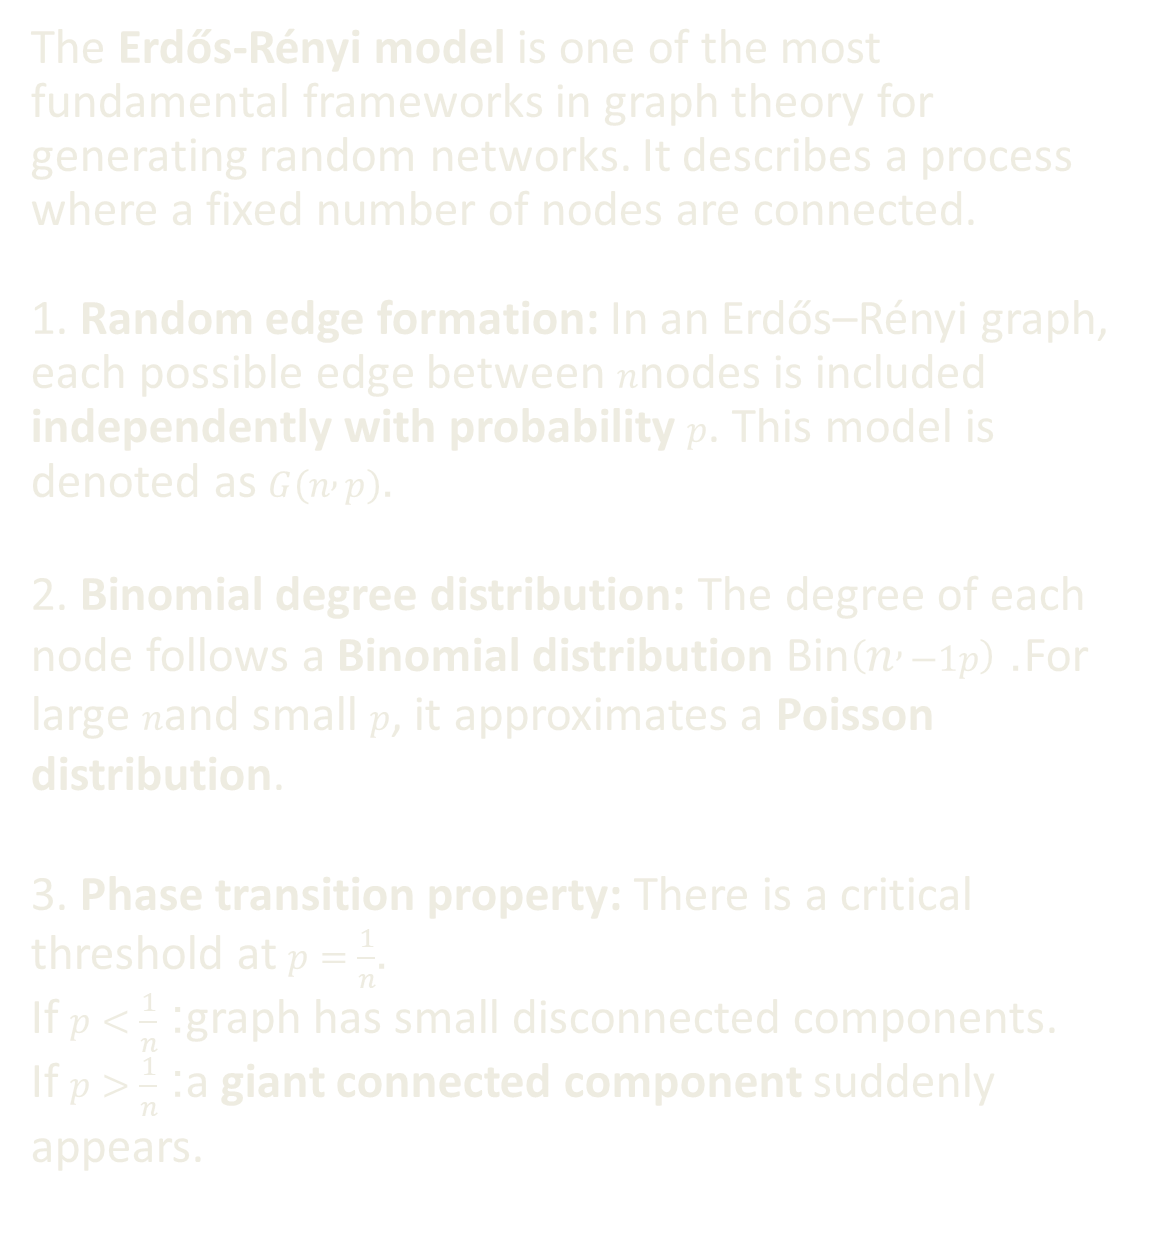 The Erdős-Rényi model is one of the most
fundamental frameworks in graph theory for
generating random networks. It describes a process
where a fixed number of nodes are connected.
1. Random edge formation: In an Erdős–Rényi graph,
each possible edge between 𝑛nodes is included
independently with probability 𝑝. This model is
denoted as 𝐺(𝑛, 𝑝).
2. Binomial degree distribution: The degree of each
node follows a Binomial distribution Bin(𝑛, −1𝑝) .For
large 𝑛and small 𝑝, it approximates a Poisson
distribution.
3. Phase transition property: There is a critical
threshold at 𝑝 = 1/𝑛.
If 𝑝 < 1/𝑛 :graph has small disconnected components.
If 𝑝 > 1/𝑛 :a giant connected component suddenly
appears.